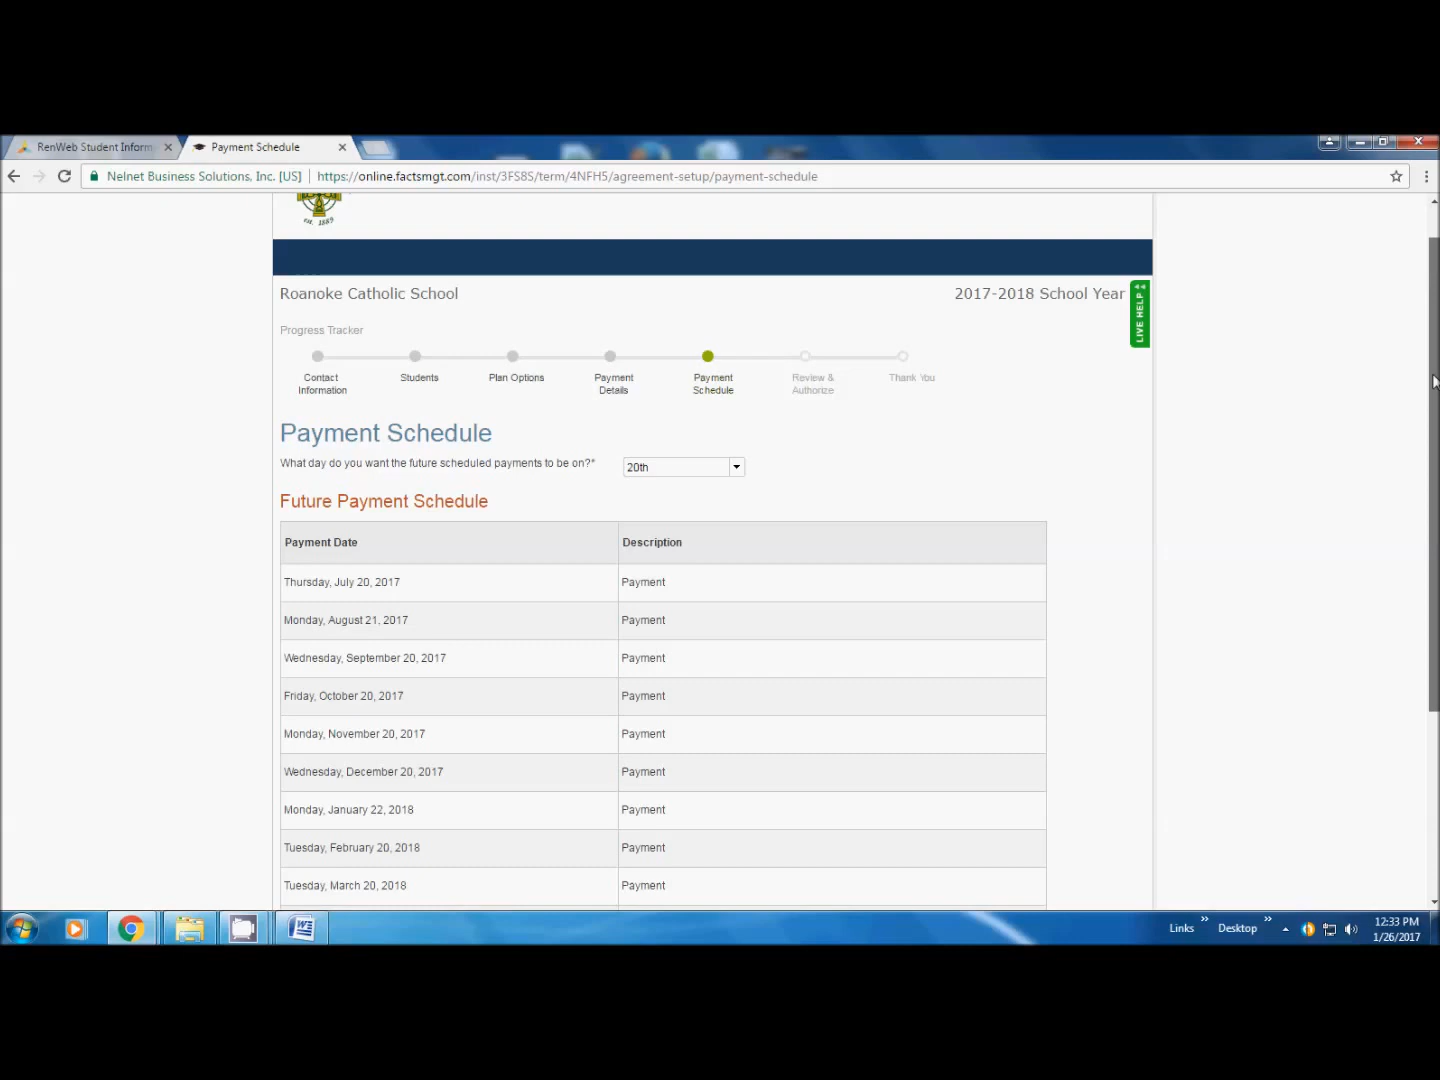 RenWeb Student Inform
Payment Schedule
Nelnet Business Solutions, Inc. [US]
https://online.factsmgt.com/inst/3FS8S/term/4NFH5/agreement-setup/payment-schedule
est. 1889
Roanoke Catholic School
2017-2018 School Year
LIVE HELP
Progress Tracker
Contact Information
Students
Plan Options
Payment Details
Payment Schedule
Review & Authorize
Thank You
Payment Schedule
What day do you want the future scheduled payments to be on?*
20th
Future Payment Schedule
Payment Date Description
Thursday, July 20, 2017 Payment
Monday, August 21, 2017 Payment
Wednesday, September 20, 2017 Payment
Friday, October 20, 2017 Payment
Monday, November 20, 2017 Payment
Wednesday, December 20, 2017 Payment
Monday, January 22, 2018 Payment
Tuesday, February 20, 2018 Payment
Tuesday, March 20, 2018 Payment
Links
Desktop
12:33 PM
1/26/2017